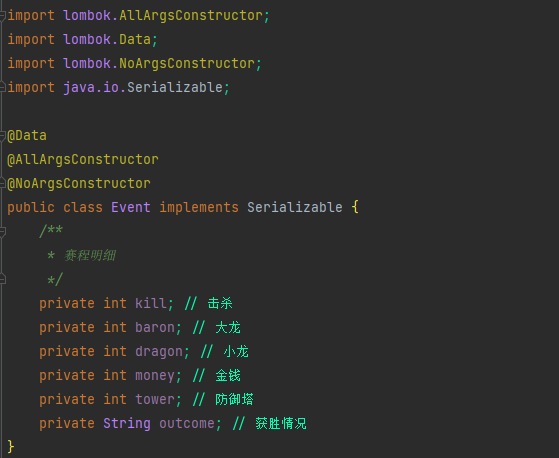 import lombok.AllArgsConstructor;
import lombok.Data;
import lombok.NoArgsConstructor;
import java.io.Serializable;
@Data
@AllArgsConstructor
@NoArgsConstructor
public class Event implements Serializable {
/**
* 赛程明细
*/
private int kill; // 击杀
private int baron; // 大龙
private int dragon; // 小龙
private int money; // 金钱
private int tower; // 防御塔
private String outcome; // 获胜情况
}